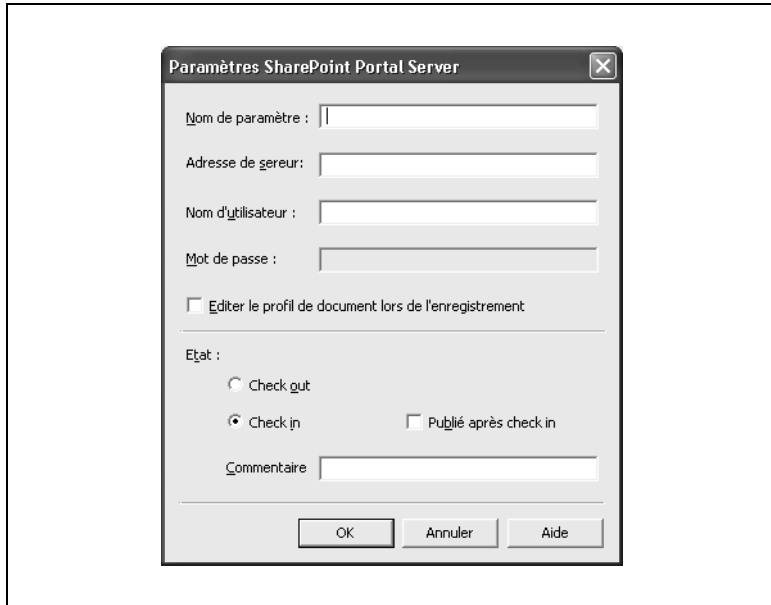 Paramètres SharePoint Portal Server
Nom de paramètre :
Adresse de sereur:
Nom d'utilisateur :
Mot de passe :
Editer le profil de document lors de l'enregistrement
Etat :
Check out
Check in Publié après check in
Commentaire
OK Annuler Aide